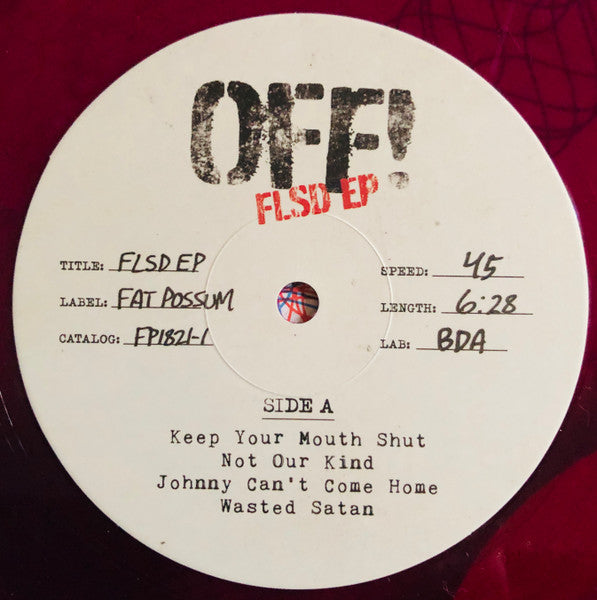 OFF!
FLSD EP
TITLE: FLSD EP
LABEL: FAT POSSUM
CATALOG: FP1821-1
SPEED: 45
LENGTH: 6:28
LAB: BDA
SIDE A
Keep Your Mouth Shut
Not Our Kind
Johnny Can't Come Home
Wasted Satan